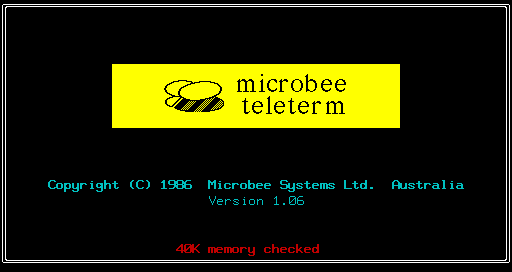 microbee
teleterm
Copyright (C) 1986 Microbee Systems Ltd. Australia
Version 1.06
40K memory checked